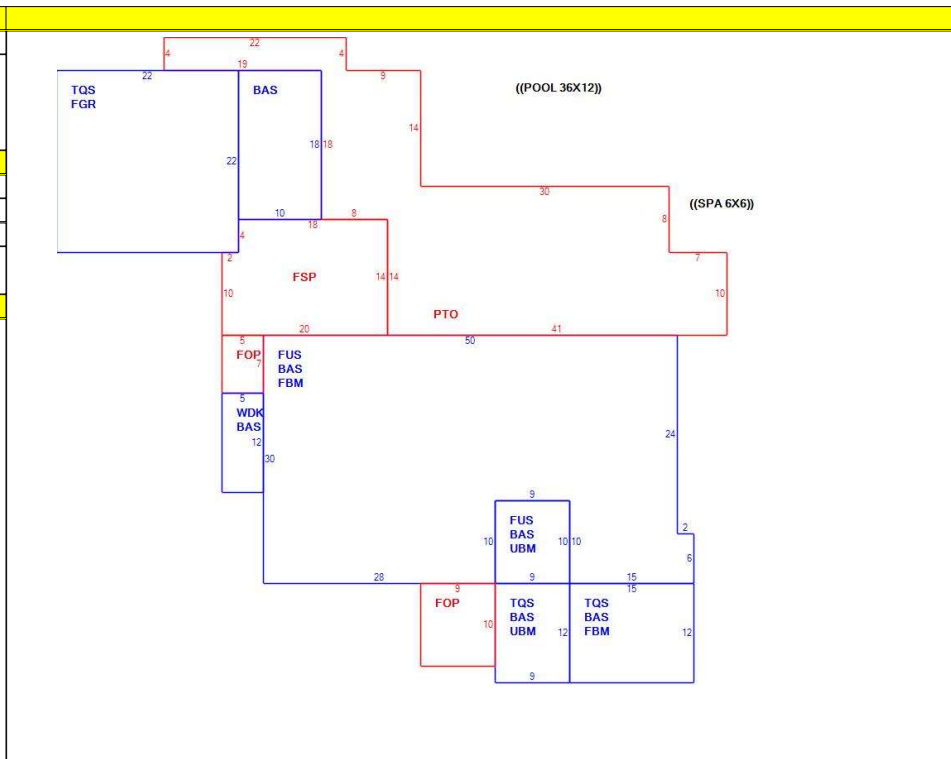 22
4
4
22
19
9
TQS
FGR
BAS
((POOL 36X12))
14
18
18
22
30
10
8
((SPA 6X6))
18
8
4
2
7
FSP
14
14
10
10
PTO
20
41
5
50
FOP
7
FUS
BAS
FBM
5
WDK
BAS
12
30
24
9
FUS
BAS
UBM
2
10
10
10
6
28
9
15
9
15
FOP
TQS
BAS
UBM
TQS
BAS
FBM
10
12
12
9